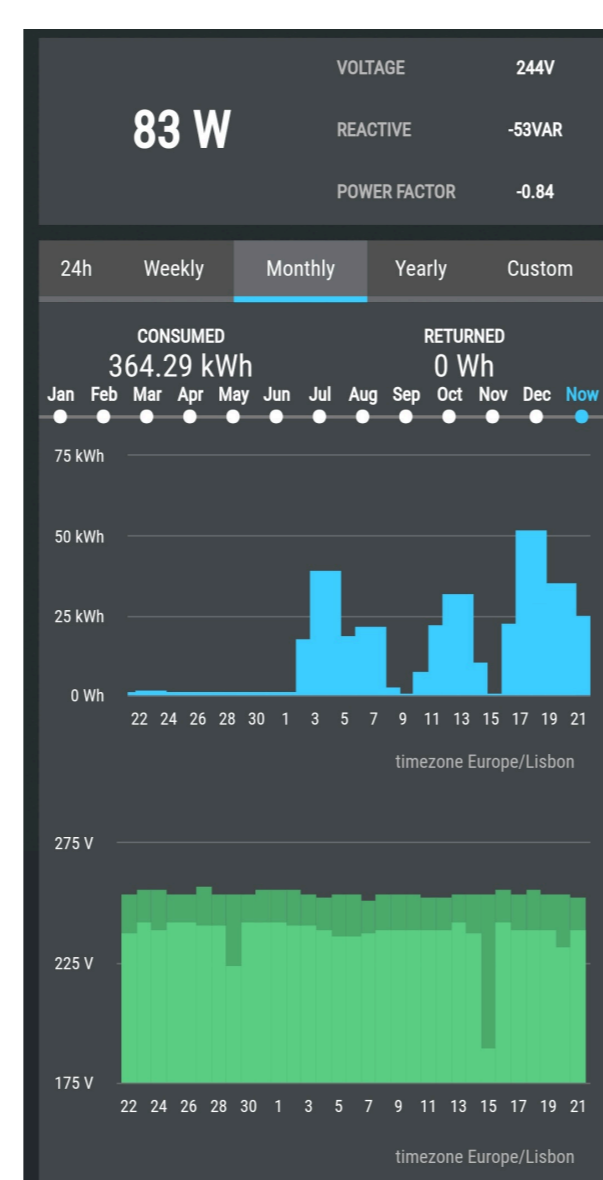 VOLTAGE 244V
83 W REACTIVE -53VAR
POWER FACTOR -0.84
24h Weekly Monthly Yearly Custom
CONSUMED RETURNED
364.29 kWh 0 Wh
Jan Feb Mar Apr May Jun Jul Aug Sep Oct Nov Dec Now
75 kWh
50 kWh
25 kWh
0 Wh
22 24 26 28 30 1 3 5 7 9 11 13 15 17 19 21
timezone Europe/Lisbon
275 V
225 V
175 V
22 24 26 28 30 1 3 5 7 9 11 13 15 17 19 21
timezone Europe/Lisbon